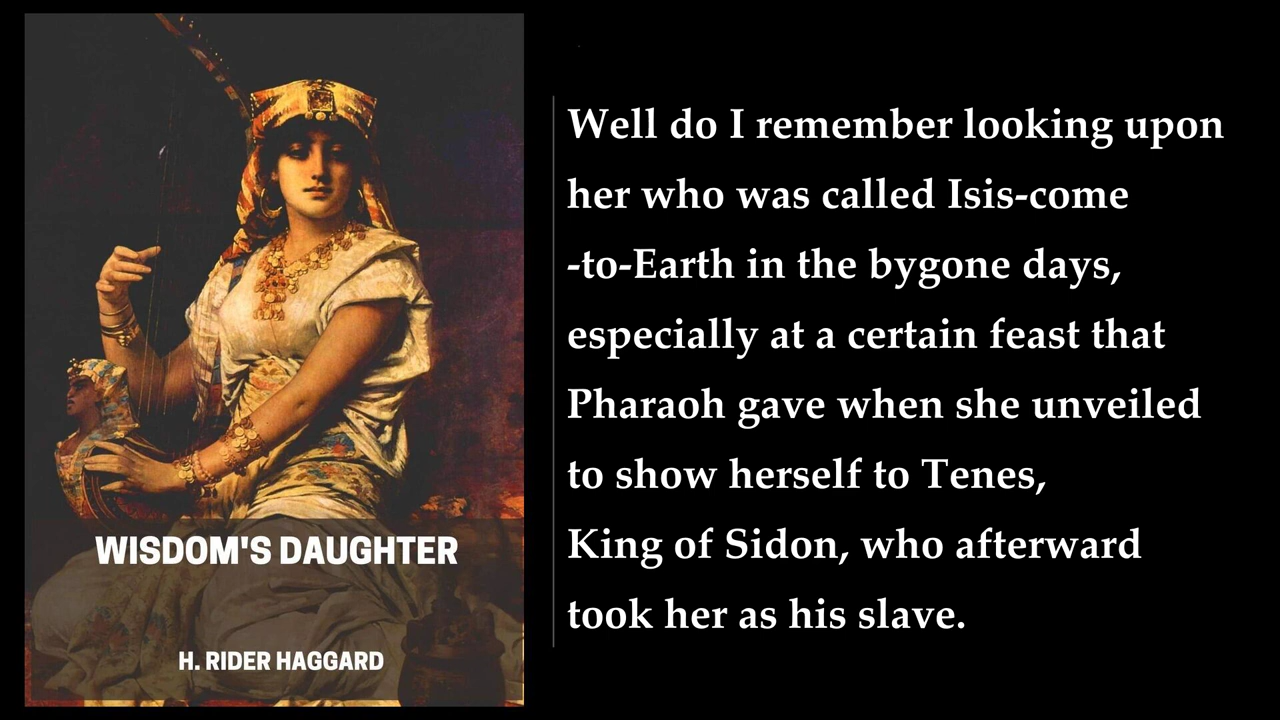 WISDOM'S DAUGHTER
H. RIDER HAGGARD
Well do I remember looking upon
her who was called Isis-come
-to-Earth in the bygone days,
especially at a certain feast that
Pharaoh gave when she unveiled
to show herself to Tenes,
King of Sidon, who afterward
took her as his slave.